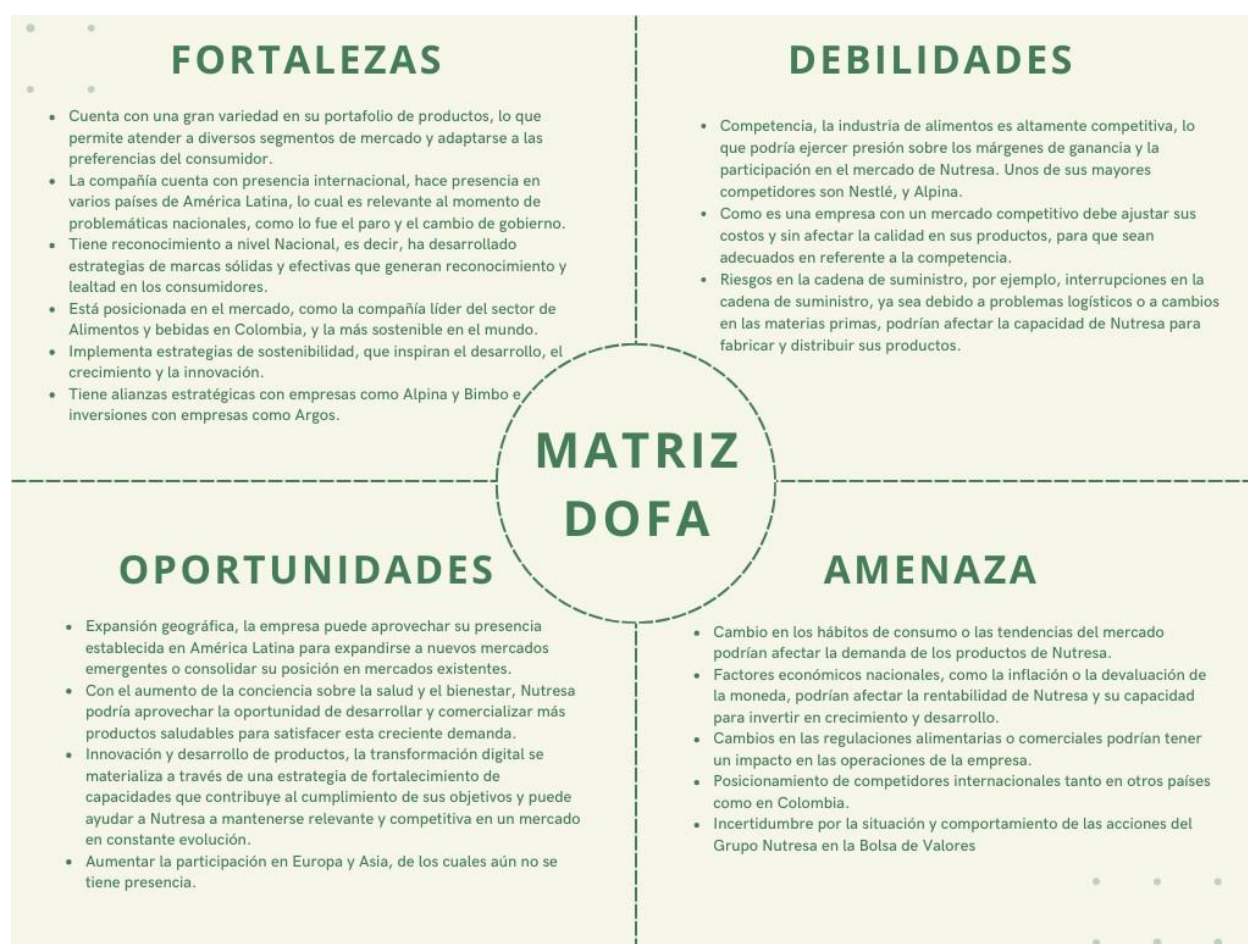 FORTALEZAS
• Cuenta con una gran variedad en su portafolio de productos, lo que
permite atender a diversos segmentos de mercado y adaptarse a las
preferencias del consumidor.
• La compañía cuenta con presencia internacional, hace presencia en
varios países de América Latina, lo cual es relevante al momento de
problemáticas nacionales, como lo fue el paro y el cambio de gobierno.
• Tiene reconocimiento a nivel Nacional, es decir, ha desarrollado
estrategias de marcas sólidas y efectivas que generan reconocimiento y
lealtad en los consumidores.
• Está posicionada en el mercado, como la compañía líder del sector de
Alimentos y bebidas en Colombia, y la más sostenible en el mundo.
• Implementa estrategias de sostenibilidad, que inspiran el desarrollo, el
crecimiento y la innovación.
• Tiene alianzas estratégicas con empresas como Alpina y Bimbo e
inversiones con empresas como Argos.
DEBILIDADES
• Competencia, la industria de alimentos es altamente competitiva, lo
que podría ejercer presión sobre los márgenes de ganancia y la
participación en el mercado de Nutresa. Unos de sus mayores
competidores son Nestlé, y Alpina.
• Como es una empresa con un mercado competitivo debe ajustar sus
costos y sin afectar la calidad en sus productos, para que sean
adecuados en referente a la competencia.
• Riesgos en la cadena de suministro, por ejemplo, interrupciones en la
cadena de suministro, ya sea debido a problemas logísticos o a cambios
en las materias primas, podrían afectar la capacidad de Nutresa para
fabricar y distribuir sus productos.
MATRIZ
DOFA
OPORTUNIDADES
• Expansión geográfica, la empresa puede aprovechar su presencia
establecida en América Latina para expandirse a nuevos mercados
emergentes o consolidar su posición en mercados existentes.
• Con el aumento de la conciencia sobre la salud y el bienestar, Nutresa
podría aprovechar la oportunidad de desarrollar y comercializar más
productos saludables para satisfacer esta creciente demanda.
• Innovación y desarrollo de productos, la transformación digital se
materializa a través de una estrategia de fortalecimiento de
capacidades que contribuye al cumplimiento de sus objetivos y puede
ayudar a Nutresa a mantenerse relevante y competitiva en un mercado
en constante evolución.
• Aumentar la participación en Europa y Asia, de los cuales aún no se
tiene presencia.
AMENAZA
• Cambio en los hábitos de consumo o las tendencias del mercado
podrían afectar la demanda de los productos de Nutresa.
• Factores económicos nacionales, como la inflación o la devaluación de
la moneda, podrían afectar la rentabilidad de Nutresa y su capacidad
para invertir en crecimiento y desarrollo.
• Cambios en las regulaciones alimentarias o comerciales podrían tener
un impacto en las operaciones de la empresa.
• Posicionamiento de competidores internacionales tanto en otros países
como en Colombia.
• Incertidumbre por la situación y comportamiento de las acciones del
Grupo Nutresa en la Bolsa de Valores